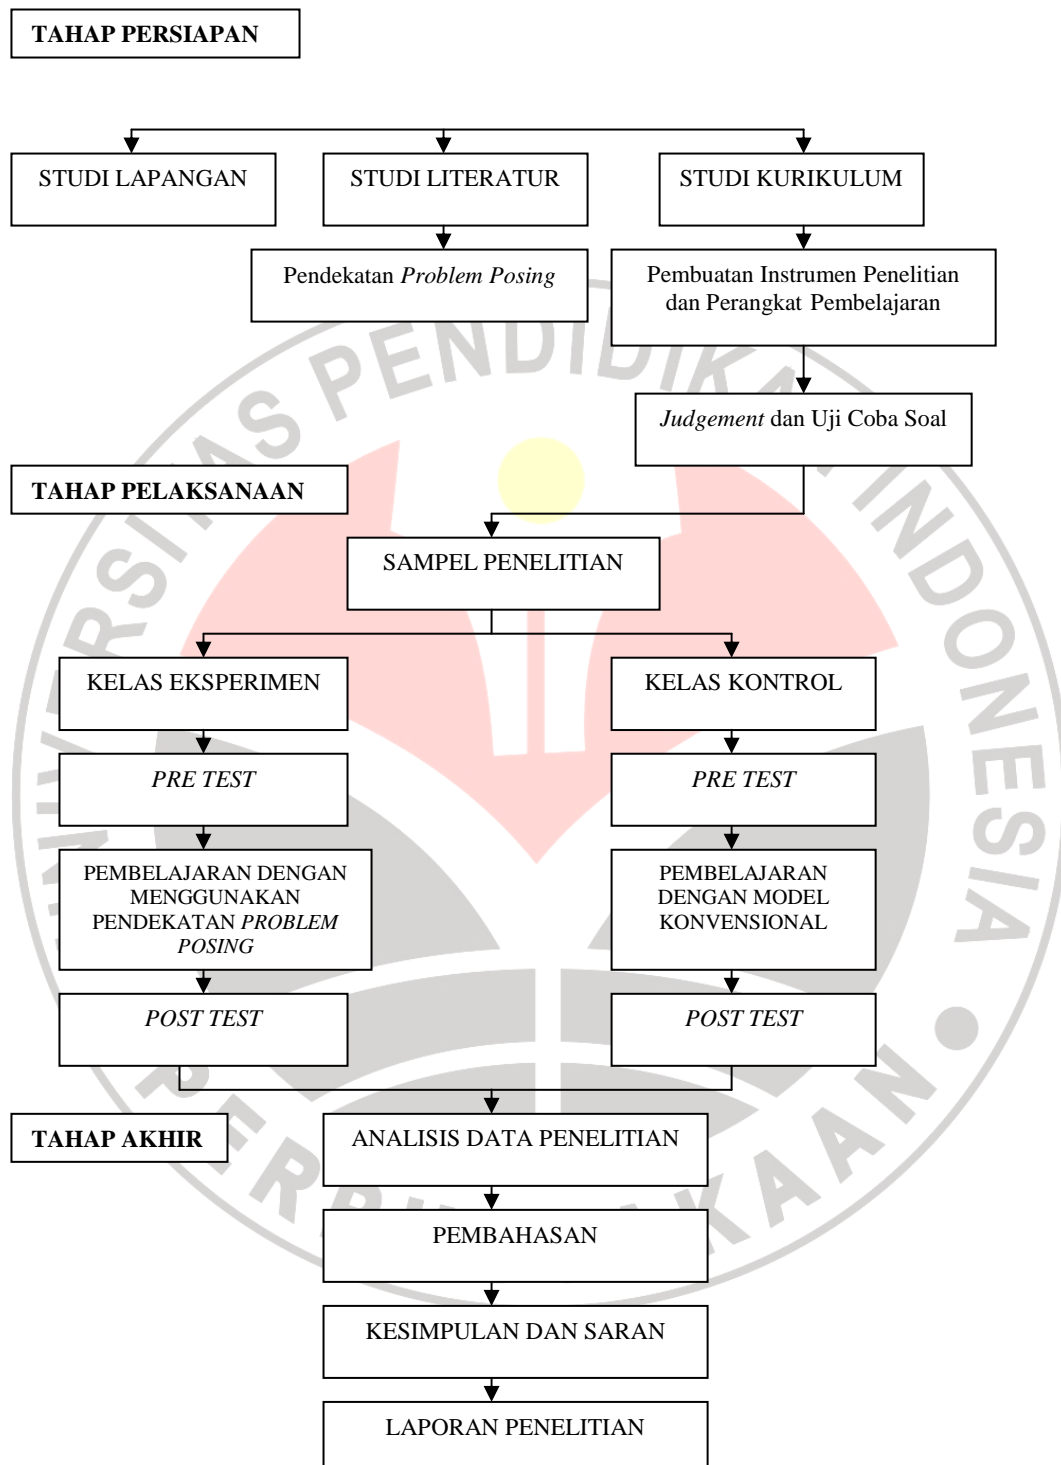 TAHAP PERSIAPAN
STUDI LAPANGAN
STUDI LITERATUR
STUDI KURIKULUM
Pendekatan Problem Posing
Pembuatan Instrumen Penelitian
dan Perangkat Pembelajaran
Judgement dan Uji Coba Soal
TAHAP PELAKSANAAN
SAMPEL PENELITIAN
KELAS EKSPERIMEN
KELAS KONTROL
PRE TEST
PRE TEST
PEMBELAJARAN DENGAN
MENGGUNAKAN
PENDEKATAN PROBLEM
POSING
PEMBELAJARAN
DENGAN MODEL
KONVENSIONAL
POST TEST
POST TEST
TAHAP AKHIR
ANALISIS DATA PENELITIAN
PEMBAHASAN
KESIMPULAN DAN SARAN
LAPORAN PENELITIAN
UNIVERSITAS PENDIDIKAN INDONESIA